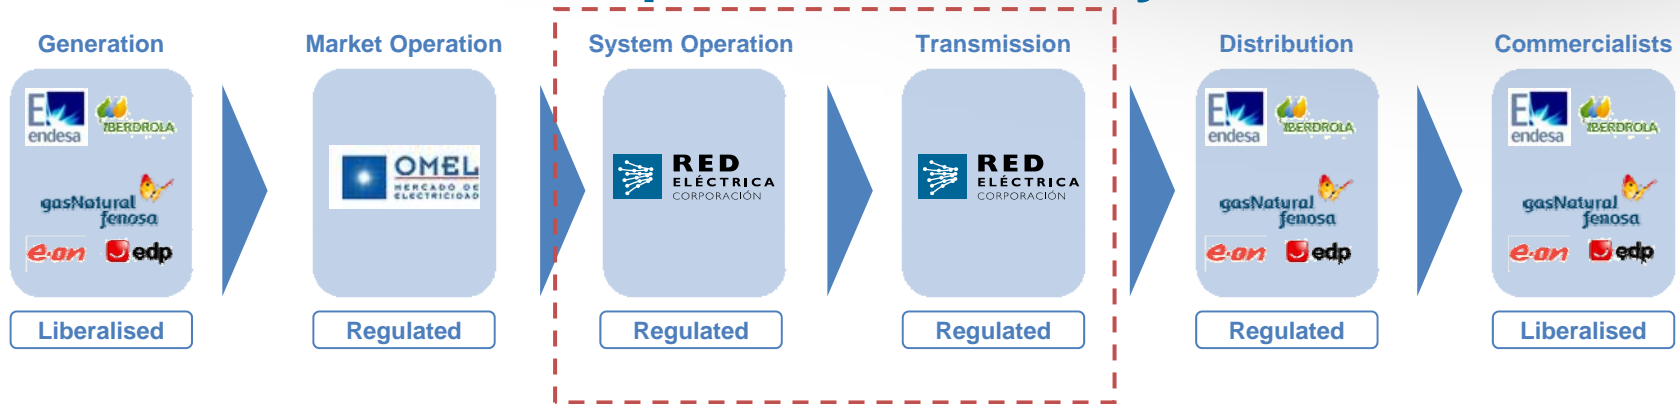 Generation
Market Operation
System Operation
Transmission
Distribution
Commercialists
endesa
IBERDROLA
gasNatural
fenosa
e·on
edp
OMEL
MERCADO DE
ELECTRICIDAD
RED
ELÉCTRICA
CORPORACIÓN
RED
ELÉCTRICA
CORPORACIÓN
endesa
IBERDROLA
gasNatural
fenosa
e·on
edp
endesa
IBERDROLA
gasNatural
fenosa
e·on
edp
Liberalised
Regulated
Regulated
Regulated
Regulated
Liberalised